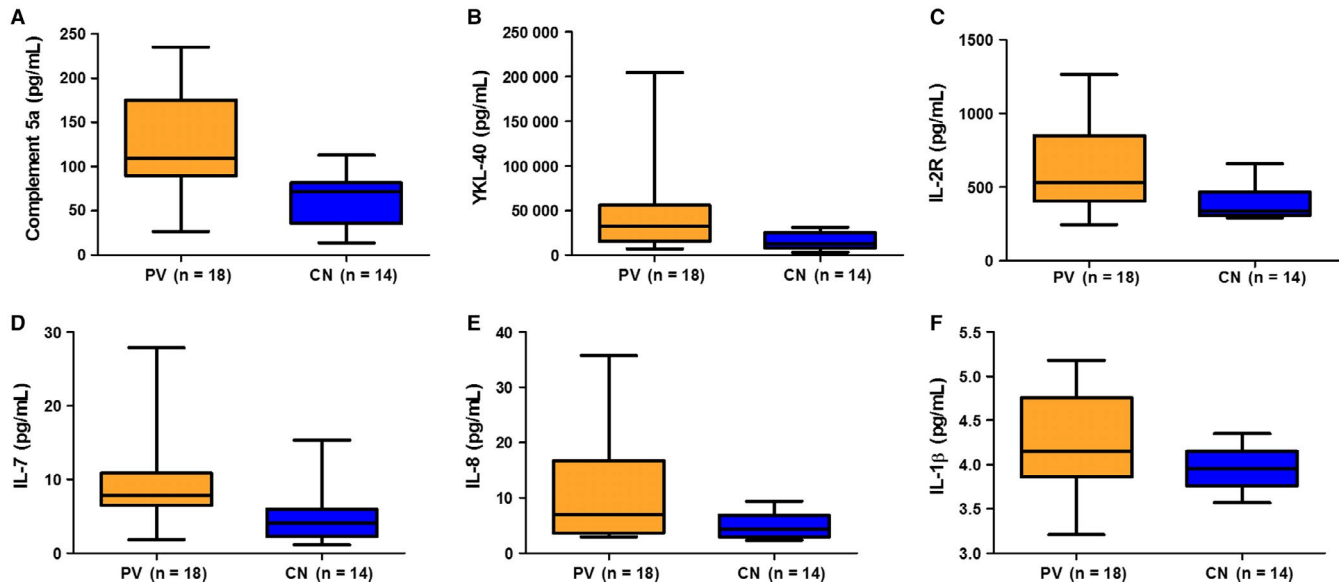 A
Complement 5a (pg/mL)
250
200
150
100
50
0
PV (n = 18)
CN (n = 14)
B
YKL-40 (pg/mL)
250 000
200 000
250 000
100 000
50 000
0
PV (n = 18)
CN (n = 14)
C
IL-2R (pg/mL)
1500
1000
500
0
PV (n = 18)
CN (n = 14)
D
IL-7 (pg/mL)
30
20
10
0
PV (n = 18)
CN (n = 14)
E
IL-8 (pg/mL)
40
30
20
10
0
PV (n = 18)
CN (n = 14)
F
IL-1β (pg/mL)
5.5
5.0
4.5
4.0
3.5
3.0
PV (n = 18)
CN (n = 14)